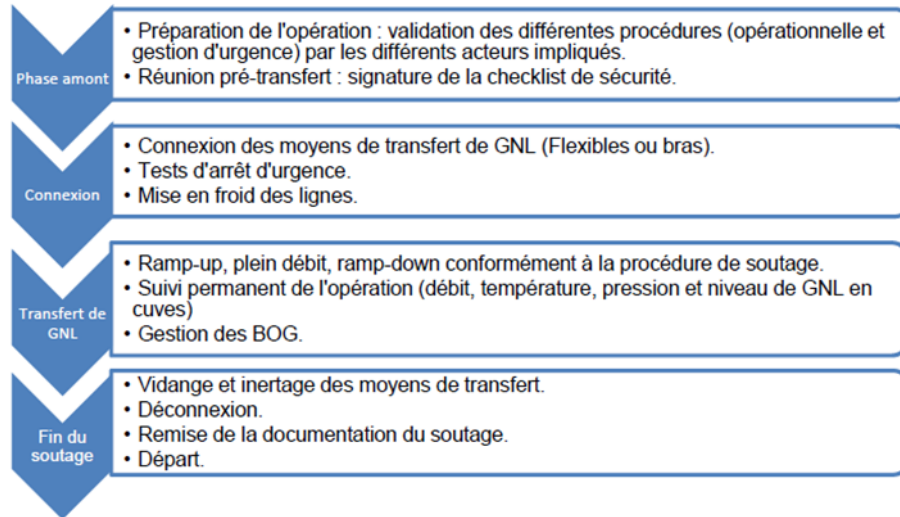 Phase amont
• Préparation de l'opération : validation des différentes procédures (opérationnelle et
gestion d'urgence) par les différents acteurs impliqués.
• Réunion pré-transfert : signature de la checklist de sécurité.
Connexion
• Connexion des moyens de transfert de GNL (Flexibles ou bras).
• Tests d'arrêt d'urgence.
• Mise en froid des lignes.
Transfert de
GNL
• Ramp-up, plein débit, ramp-down conformément à la procédure de soutage.
• Suivi permanent de l'opération (débit, température, pression et niveau de GNL en
cuves)
• Gestion des BOG.
Fin du
soutage
• Vidange et inertage des moyens de transfert.
• Déconnexion.
• Remise de la documentation du soutage.
• Départ.